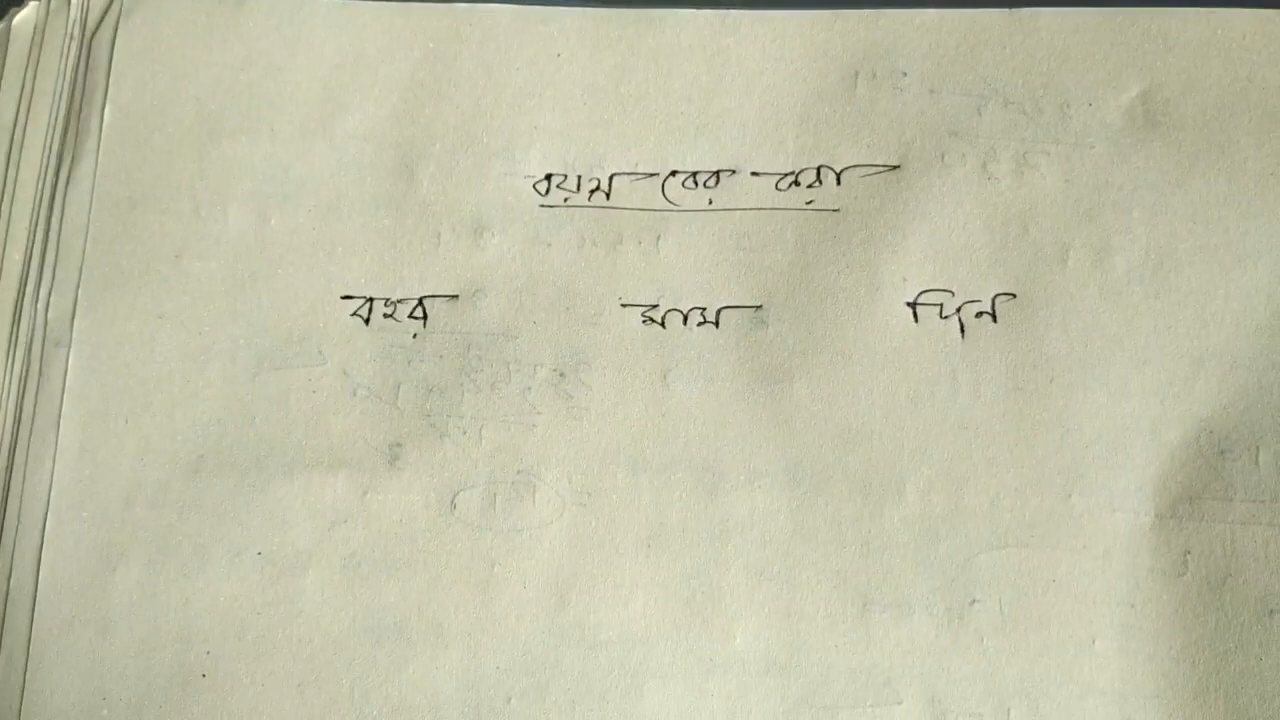 বয়স বের করা
বছর মাস দিন